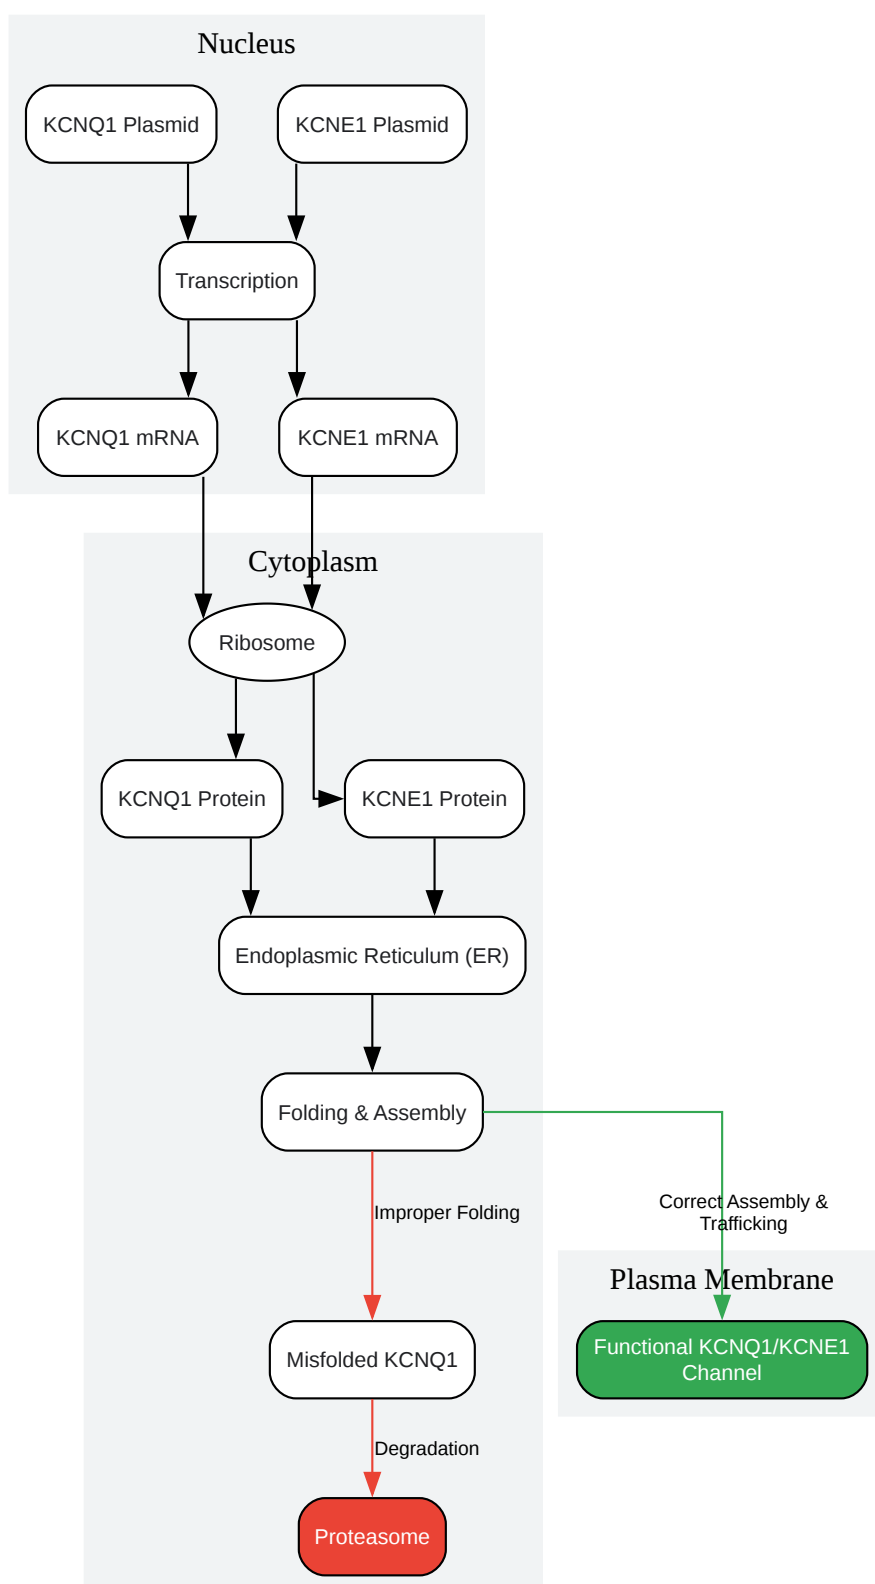 Nucleus
KCNQ1 Plasmid
KCNE1 Plasmid
Transcription
KCNQ1 mRNA
KCNE1 mRNA
Cytoplasm
Ribosome
KCNQ1 Protein
KCNE1 Protein
Endoplasmic Reticulum (ER)
Folding & Assembly
Improper Folding
Correct Assembly &
Trafficking
Plasma Membrane
Misfolded KCNQ1
Functional KCNQ1/KCNE1
Channel
Degradation
Proteasome